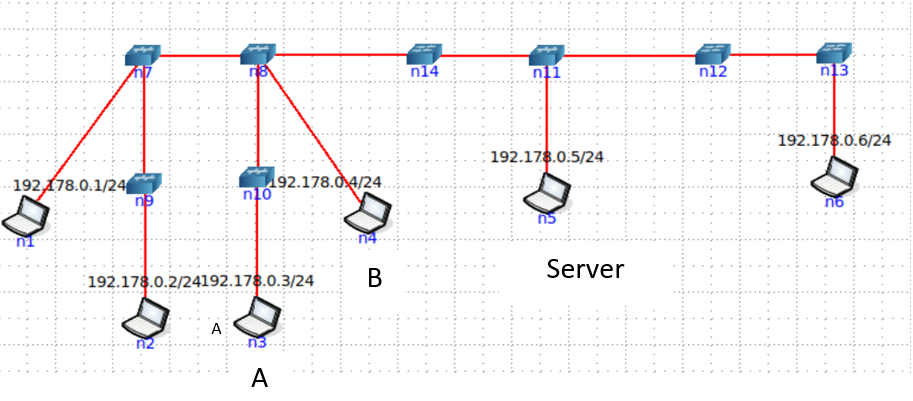 n7
n8
n14
n11
n12
n13
192.178.0.6/24
192.178.0.5/24
192.178.0.1/24
192.178.0.4/24
n9
n10
n6
n5
n1
n4
Server
B
192.178.0.2/24
192.178.0.3/24
A
n2
n3
A